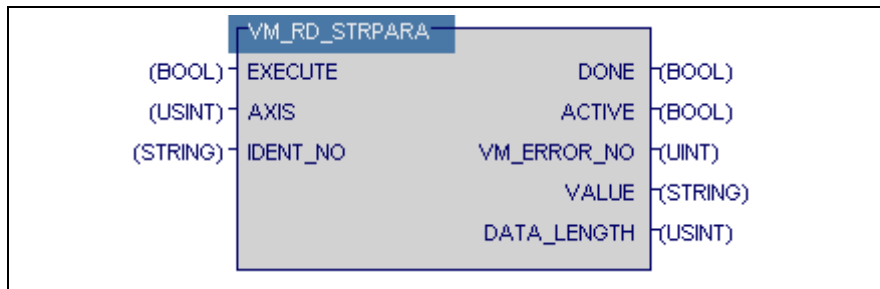 VM_RD_STRPARA
(BOOL) EXECUTE DONE (BOOL)
(USINT) AXIS ACTIVE (BOOL)
(STRING) IDENT_NO VM_ERROR_NO (UINT)
VALUE (STRING)
DATA_LENGTH (USINT)